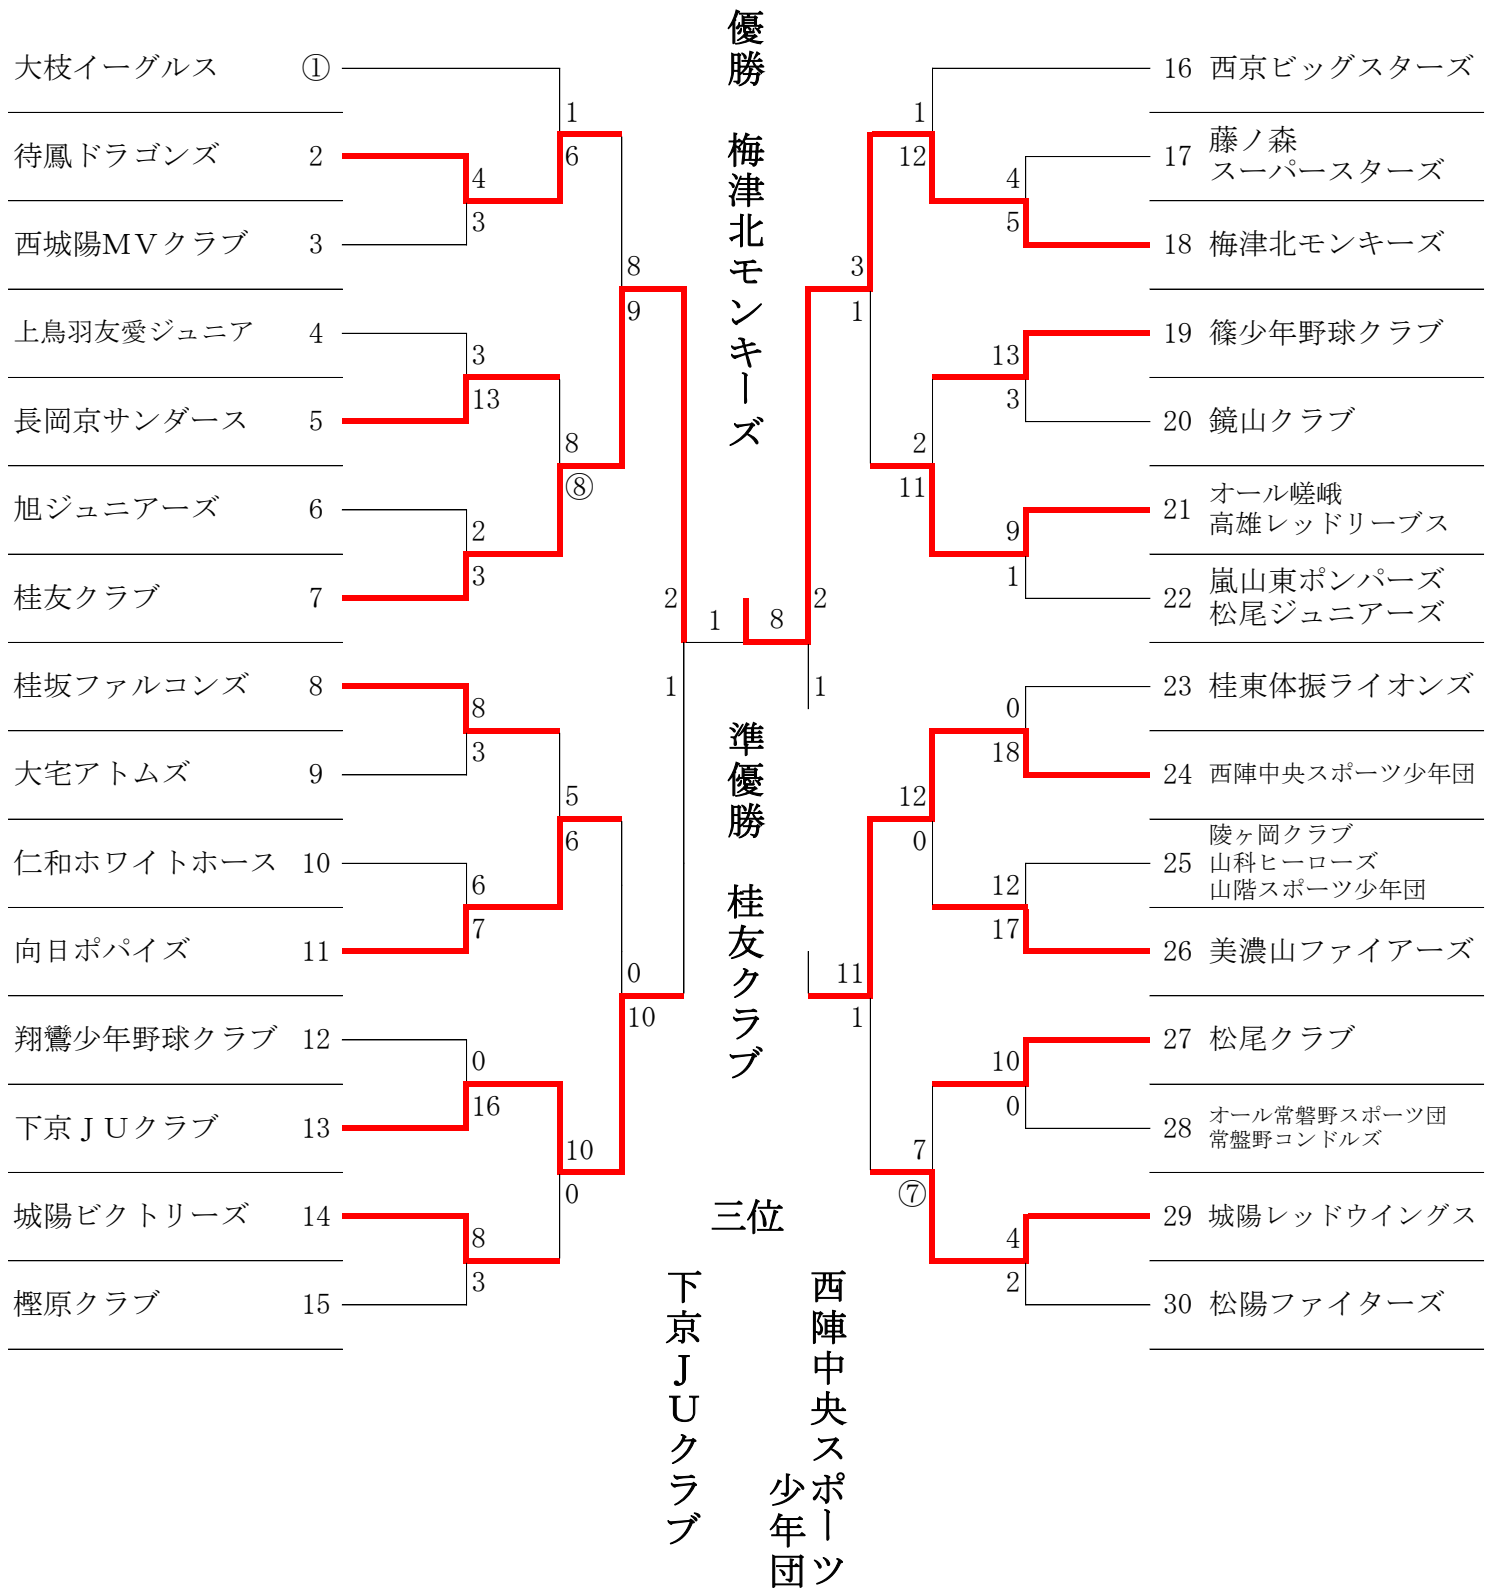 優勝　梅津北モンキーズ
大枝イーグルス ①
待鳳ドラゴンズ 2
西城陽MVクラブ 3
上鳥羽友愛ジュニア 4
長岡京サンダース 5
旭ジュニアーズ 6
桂友クラブ 7
桂坂ファルコンズ 8
大宅アトムズ 9
仁和ホワイトホース 10
向日ポパイズ 11
翔鸞少年野球クラブ 12
下京ＪＵクラブ 13
城陽ビクトリーズ 14
樫原クラブ 15
4
3
3
13
2
3
8
3
6
7
0
16
8
3
1
6
8
⑧
5
6
10
0
8
9
0
10
2
1
1
8
2
1
3
1
11
1
1
12
2
11
12
0
7
⑦
4
5
13
3
9
1
0
18
12
17
10
0
4
2
16 西京ビッグスターズ
17 藤ノ森
スーパースターズ
18 梅津北モンキーズ
19 篠少年野球クラブ
20 鏡山クラブ
21 オール嵯峨
高雄レッドリーブス
22 嵐山東ポンパーズ
松尾ジュニアーズ
23 桂東体振ライオンズ
24 西陣中央スポーツ少年団
25 陵ヶ岡クラブ
山科ヒーローズ
山階スポーツ少年団
26 美濃山ファイアーズ
27 松尾クラブ
28 オール常磐野スポーツ団
常盤野コンドルズ
29 城陽レッドウイングス
30 松陽ファイターズ
準優勝　桂友クラブ
三位
西陣中央スポーツ
少年団
下京ＪＵクラブ